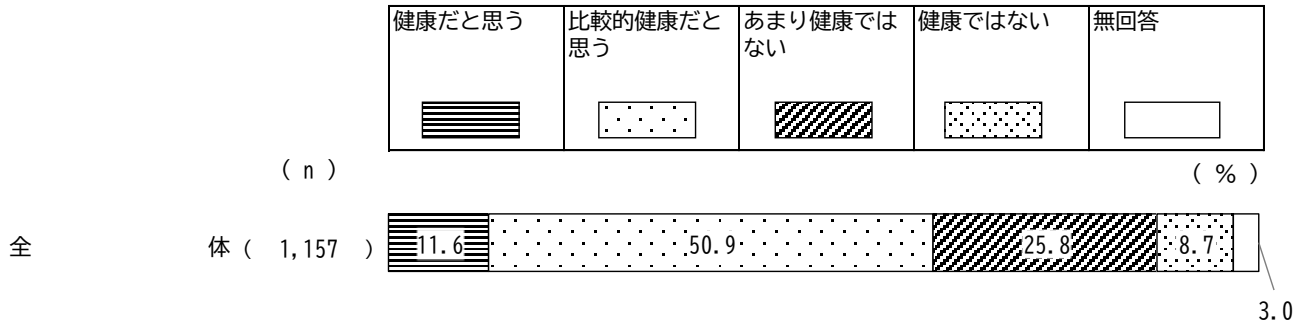 健康だと思う
比較的健康だと
思う
あまり健康では
ない
健康ではない
無回答
( n )
( % )
全 体 ( 1,157 )
11.6
50.9
25.8
8.7
3.0